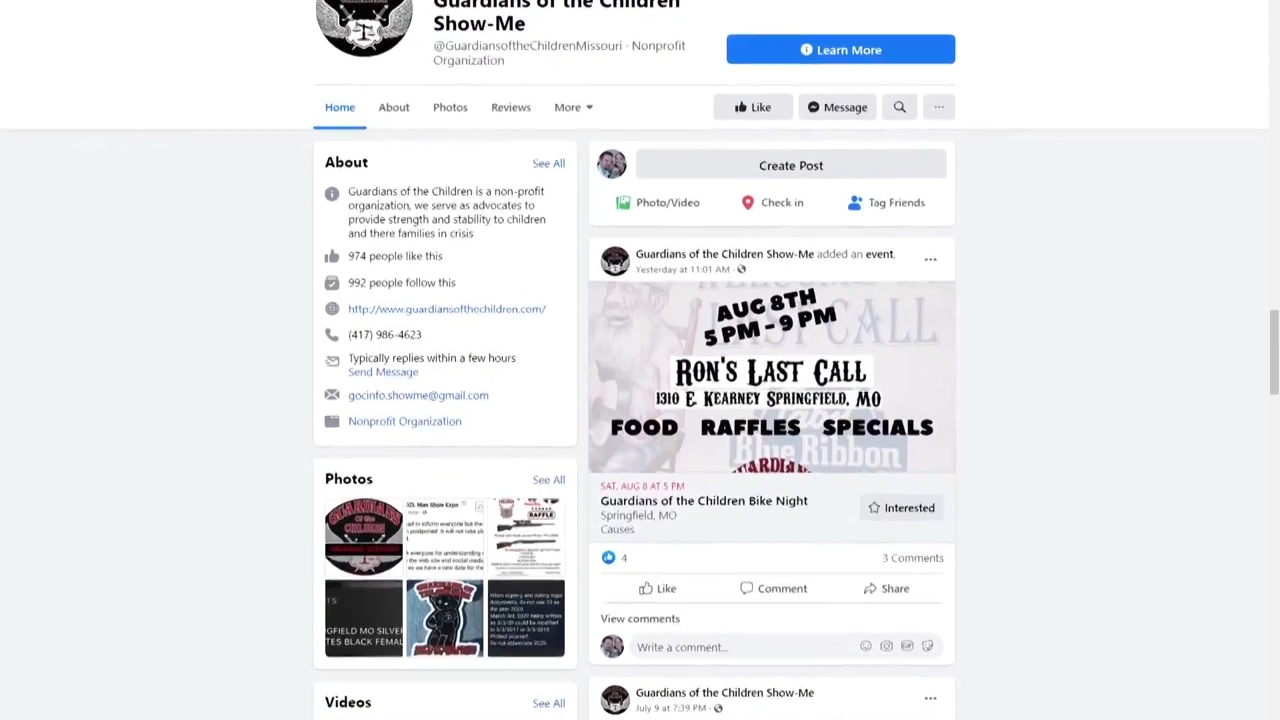 Guardians of the Children
Show-Me
@GuardiansoftheChildrenMissouri · Nonprofit
Organization
Learn More
Home
About
Photos
Reviews
More
Like
Message
About
See All
Guardians of the Children is a non-profit
organization, we serve as advocates to
provide strength and stability to children
and there families in crisis
974 people like this
992 people follow this
http://www.guardiansofthechildren.com/
(417) 986-4623
Typically replies within a few hours
Send Message
gocinfo.showme@gmail.com
Nonprofit Organization
Photos
See All
GUARDIANS
Of the
CHILDREN
RAFFLE
Videos
See All
Create Post
Photo/Video
Check in
Tag Friends
Guardians of the Children Show-Me added an event.
Yesterday at 11:01 AM ·
AUG 8TH
5 PM - 9 PM
RON'S LAST CALL
1310 E. KEARNEY SPRINGFIELD, MO
FOOD RAFFLES SPECIALS
Blue Ribbon
SAT, AUG 8 AT 5 PM
Guardians of the Children Bike Night
Springfield, MO
Causes
Interested
4
3 Comments
Like
Comment
Share
View comments
Write a comment...
Guardians of the Children Show-Me
July 9 at 7:39 PM ·